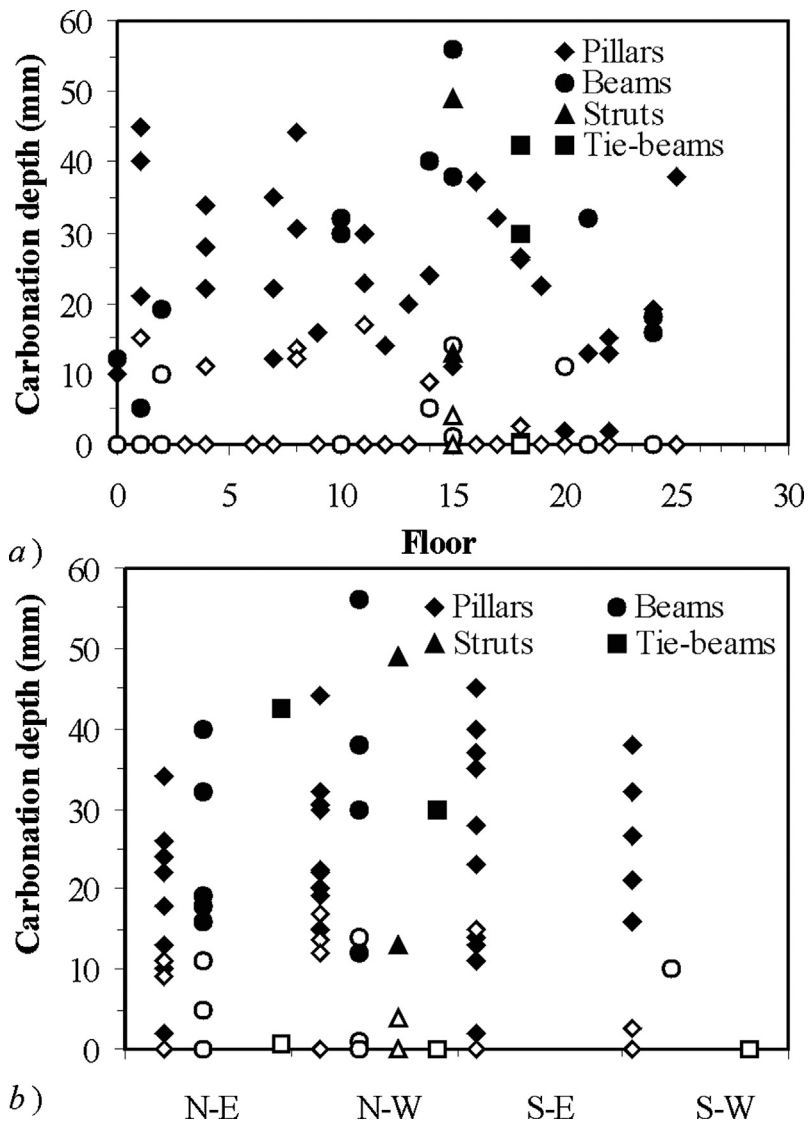 60
50
40
30
20
10
0
Carbonation depth (mm)
Pillars
Beams
Struts
Tie-beams
0 5 10 15 20 25 30
a) Floor
60
50
40
30
20
10
0
Carbonation depth (mm)
Pillars Beams
Struts Tie-beams
b) N-E N-W S-E S-W